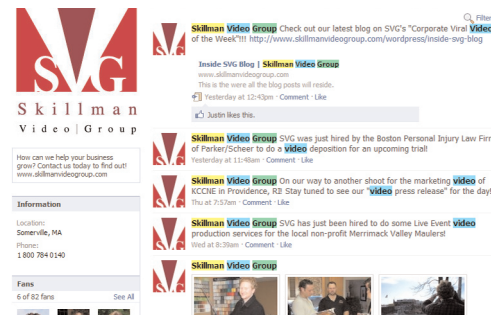 SVG
Skillman
Video | Group
How can we help your business
grow? Contact us today to find out!
www.skillmanvideogroup.com
Information
Location:
Somerville, MA
Phone:
1 800 784 0140
Fans
6 of 82 fans
See All
Filter
Skillman Video Group Check out our latest blog on SVG's "Corporate Viral Video
of the Week"!!! http://www.skillmanvideogroup.com/wordpress/inside-svg-blog
Inside SVG Blog | Skillman Video Group
www.skillmanvideogroup.com
This is were all the blog posts will reside.
Yesterday at 12:43pm · Comment · Like
Justin likes this.
SVG
Skillman Video Group SVG was just hired by the Boston Personal Injury Law Firm
of Parker/Scheer to do a video deposition for an upcoming trial!
Yesterday at 11:48am · Comment · Like
SVG
Skillman Video Group On our way to another shoot for the marketing video of
KCCNE in Providence, RI! Stay tuned to see our "video press release" for the day!
Thu at 7:57am · Comment · Like
SVG
Skillman Video Group SVG has just been hired to do some Live Event video
production services for the local non-profit Merrimack Valley Maulers!
Wed at 8:39am · Comment · Like
SVG
Skillman Video Group
SVG